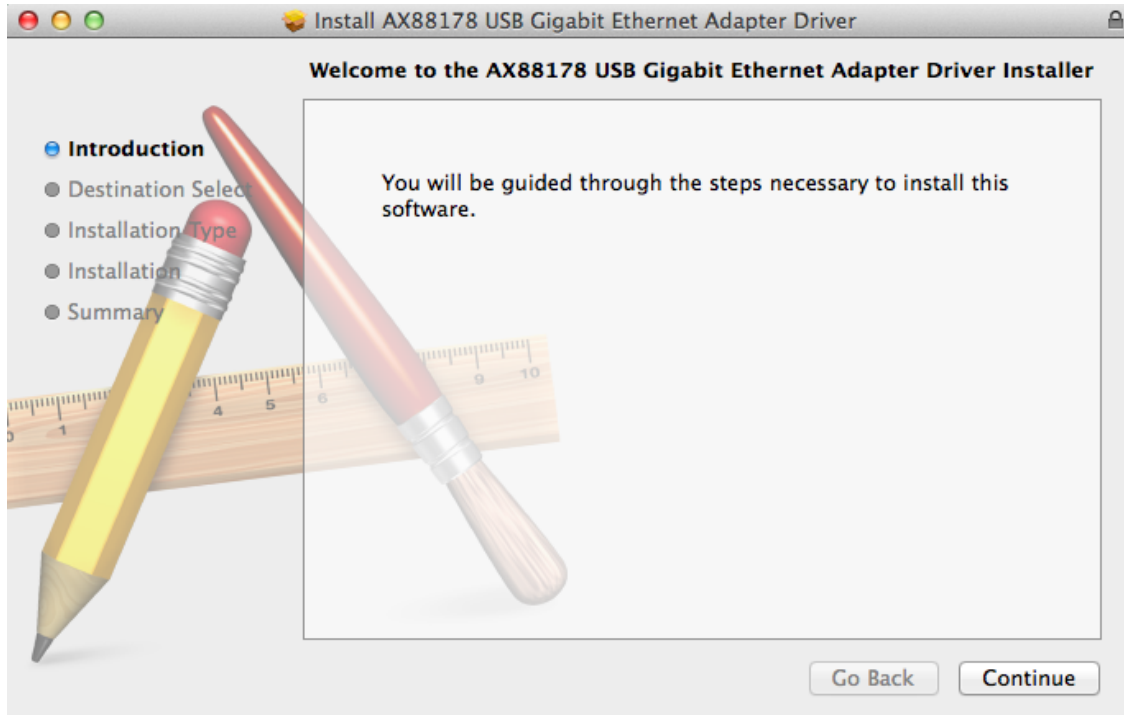 Install AX88178 USB Gigabit Ethernet Adapter Driver
Welcome to the AX88178 USB Gigabit Ethernet Adapter Driver Installer
Introduction
Destination Select
Installation Type
Installation
Summary
You will be guided through the steps necessary to install this
software.
0 1 4 5 6 9 10
Go Back Continue